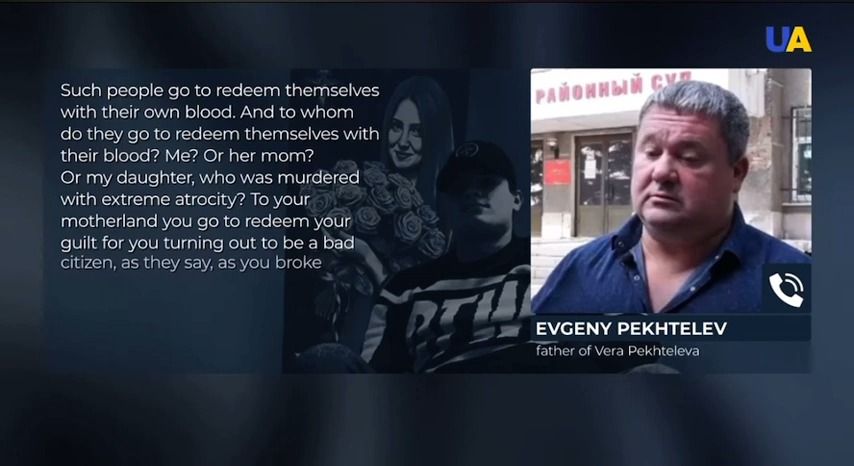 UA
Such people go to redeem themselves
with their own blood. And to whom
do they go to redeem themselves with
their blood? Me? Or her mom?
Or my daughter, who was murdered
with extreme atrocity? To your
motherland you go to redeem your
guilt for you turning out to be a bad
citizen, as they say, as you broke
РАЙОННЫЙ СУД
EVGENY PEKHTELEV
father of Vera Pekhteleva